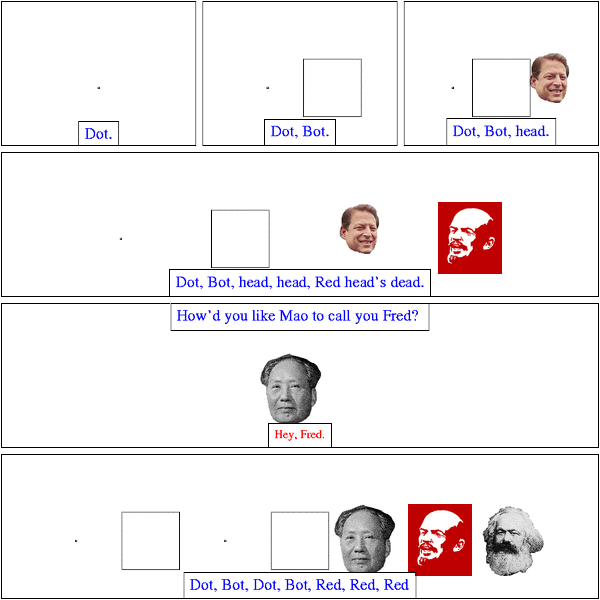 Dot.
Dot, Bot.
Dot, Bot, head.
Dot, Bot, head, head, Red head's dead.
How'd you like Mao to call you Fred?
Hey, Fred.
Dot, Bot, Dot, Bot, Red, Red, Red